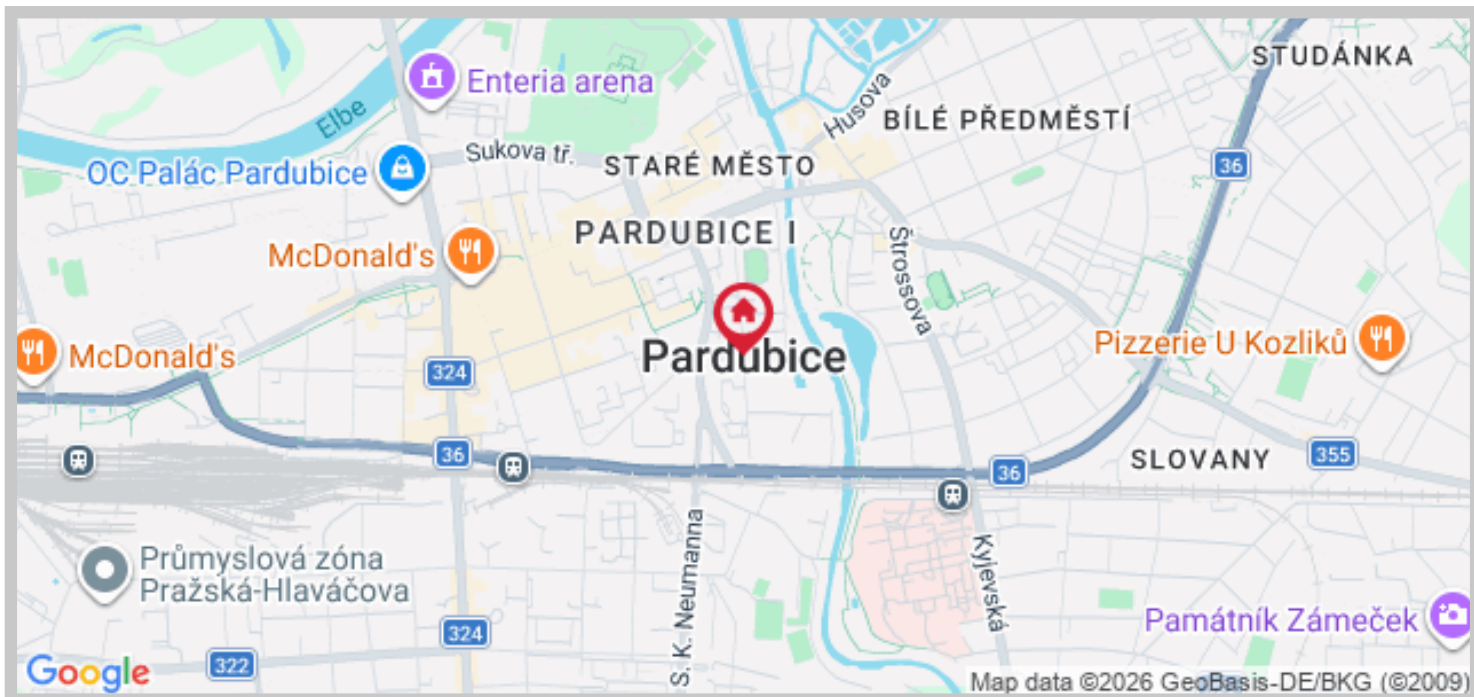 STUDÁNKA
Enteria arena
Husova
BÍLÉ PŘEDMĚSTÍ
Elbe
Sukova tř.
STARÉ MĚSTO
36
OC Palác Pardubice
PARDUBICE I
McDonald's
Štrossova
Pardubice
Pizzerie U Kozlíků
McDonald's
324
36
36
SLOVANY
355
Průmyslová zóna
Pražská-Hlaváčova
S. K. Neumanna
Kyjevská
324
Památník Zámeček
322
Google
Map data ©2026 GeoBasis-DE/BKG (©2009)